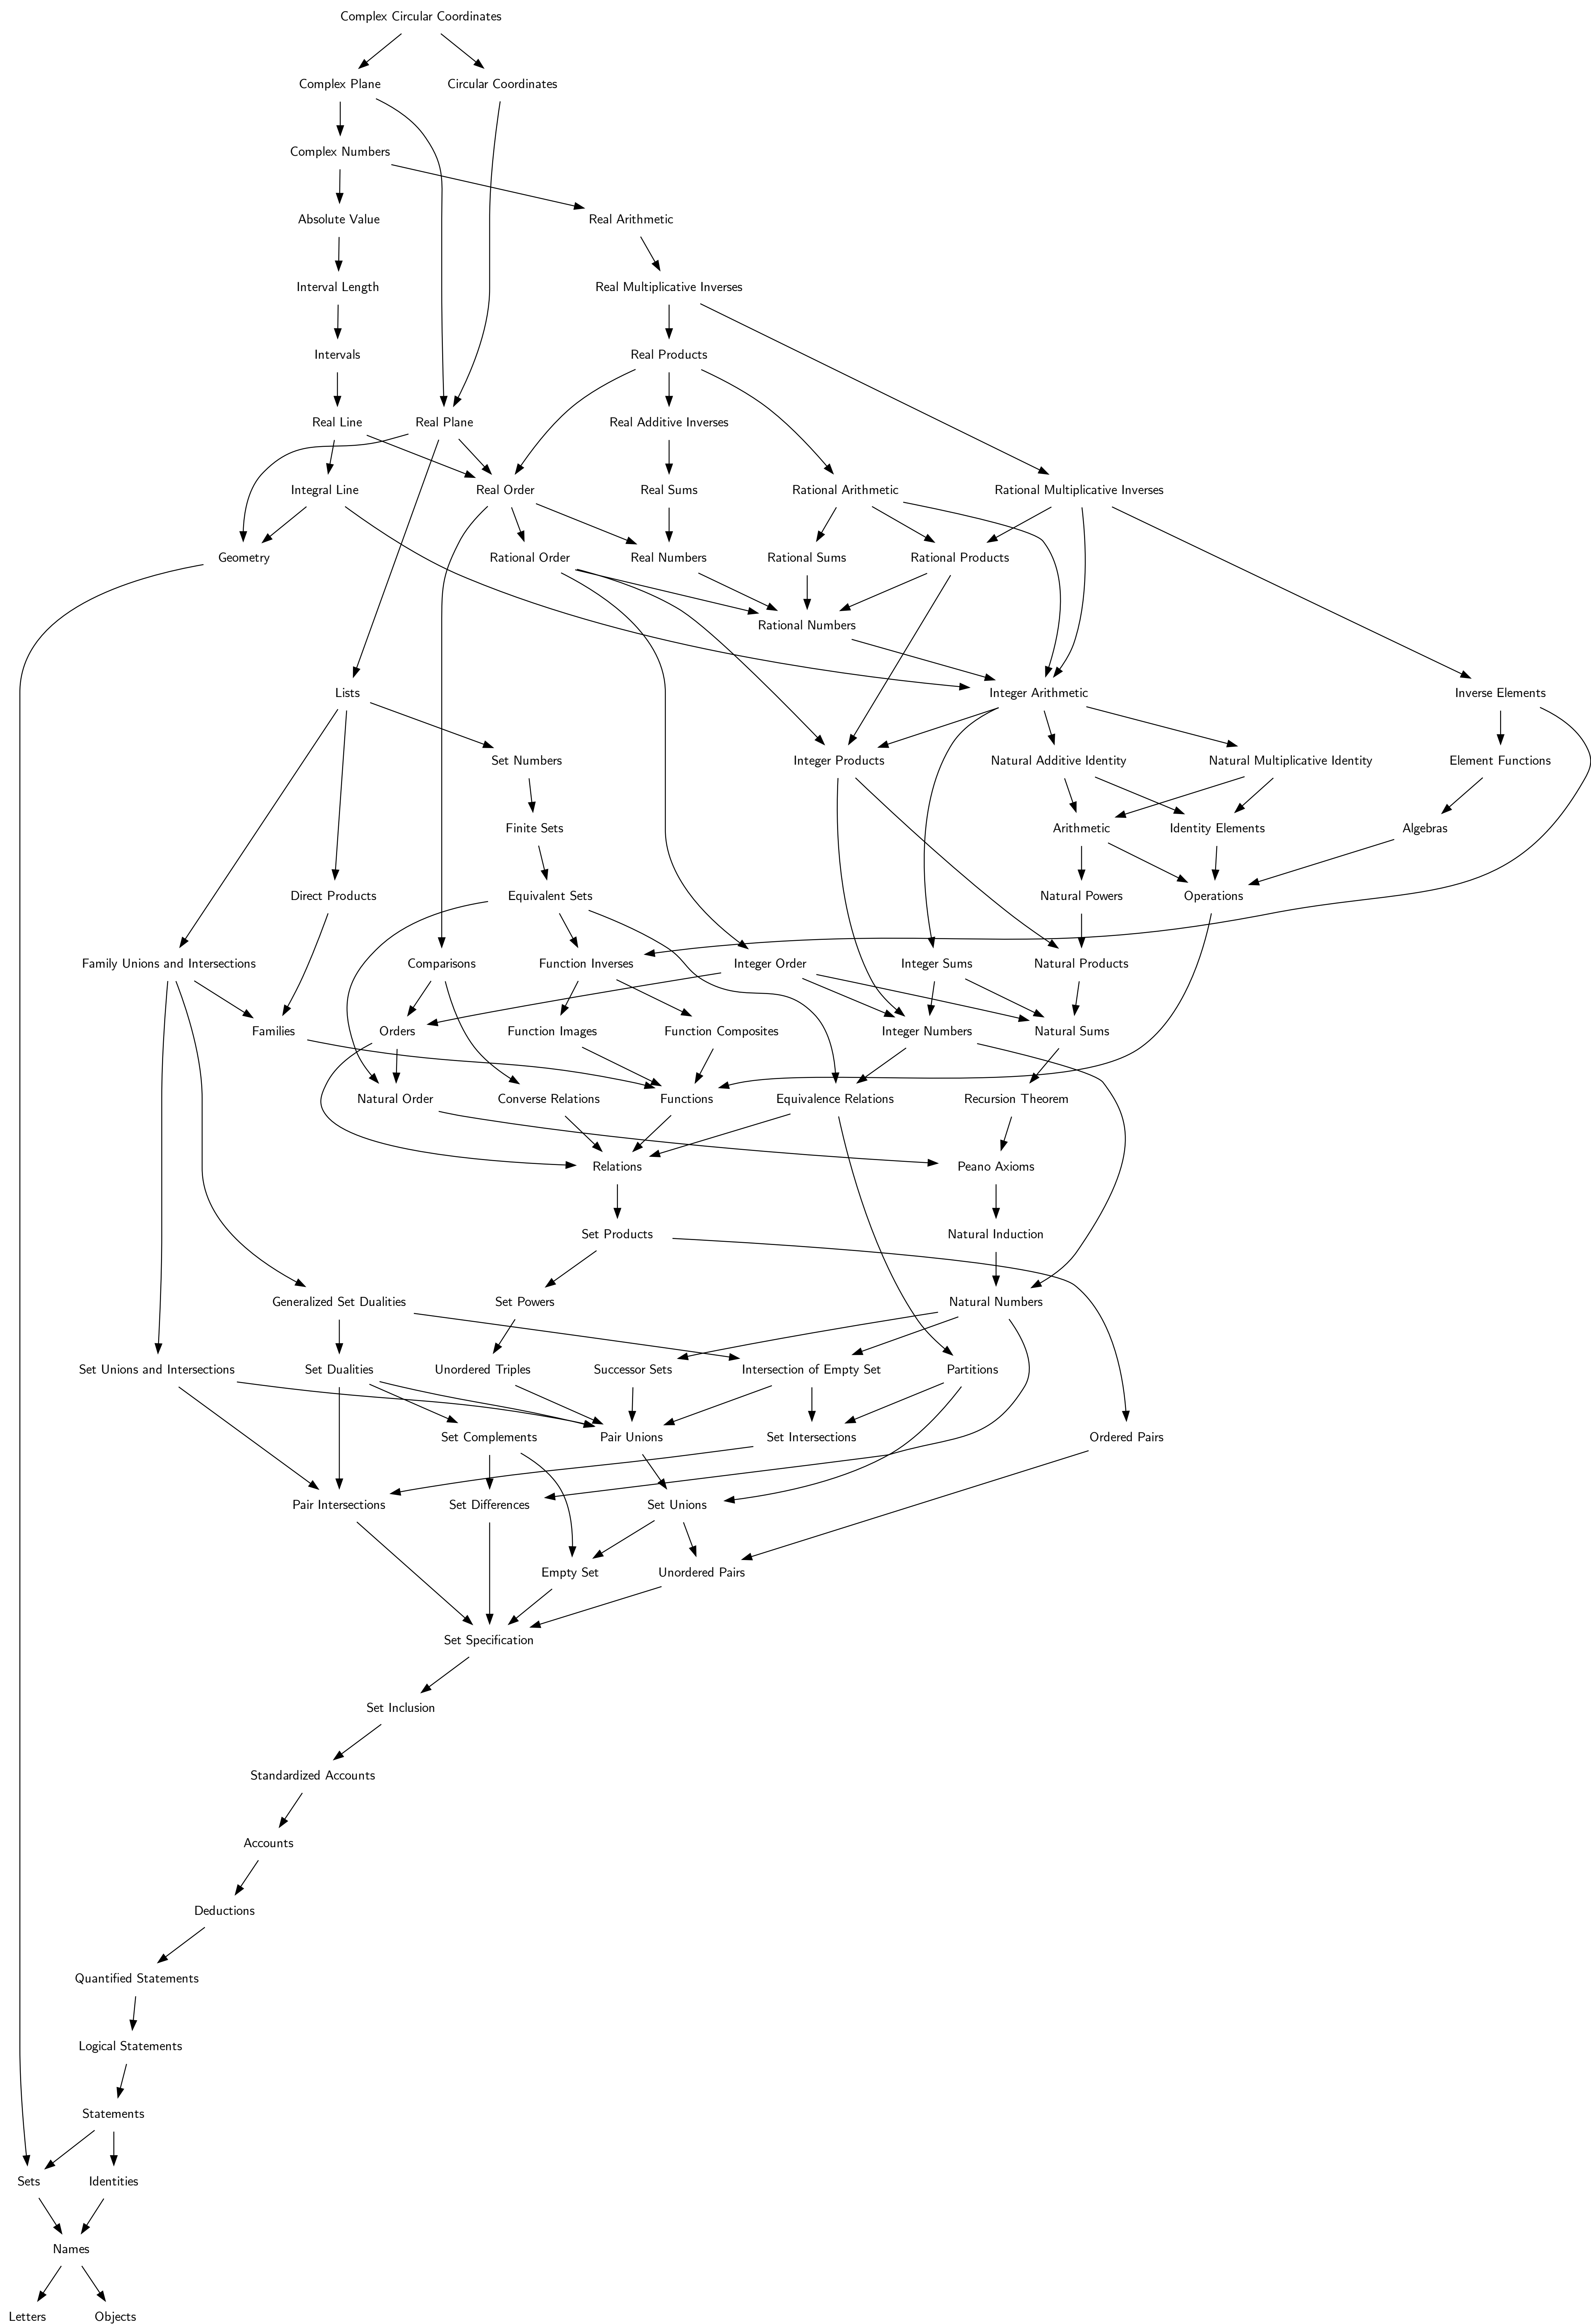 Complex Circular Coordinates
Complex Plane
Circular Coordinates
Complex Numbers
Absolute Value
Real Arithmetic
Interval Length
Real Multiplicative Inverses
Intervals
Real Products
Real Line
Real Plane
Real Additive Inverses
Integral Line
Real Order
Real Sums
Rational Arithmetic
Rational Multiplicative Inverses
Geometry
Rational Order
Real Numbers
Rational Sums
Rational Products
Rational Numbers
Lists
Integer Arithmetic
Inverse Elements
Set Numbers
Integer Products
Natural Additive Identity
Natural Multiplicative Identity
Element Functions
Finite Sets
Arithmetic
Identity Elements
Algebras
Direct Products
Equivalent Sets
Natural Powers
Operations
Family Unions and Intersections
Comparisons
Function Inverses
Integer Order
Integer Sums
Natural Products
Families
Orders
Function Images
Function Composites
Integer Numbers
Natural Sums
Natural Order
Converse Relations
Functions
Equivalence Relations
Recursion Theorem
Relations
Peano Axioms
Set Products
Natural Induction
Generalized Set Dualities
Set Powers
Natural Numbers
Set Unions and Intersections
Set Dualities
Unordered Triples
Successor Sets
Intersection of Empty Set
Partitions
Set Complements
Pair Unions
Set Intersections
Ordered Pairs
Pair Intersections
Set Differences
Set Unions
Empty Set
Unordered Pairs
Set Specification
Set Inclusion
Standardized Accounts
Accounts
Deductions
Quantified Statements
Logical Statements
Statements
Sets
Identities
Names
Letters
Objects